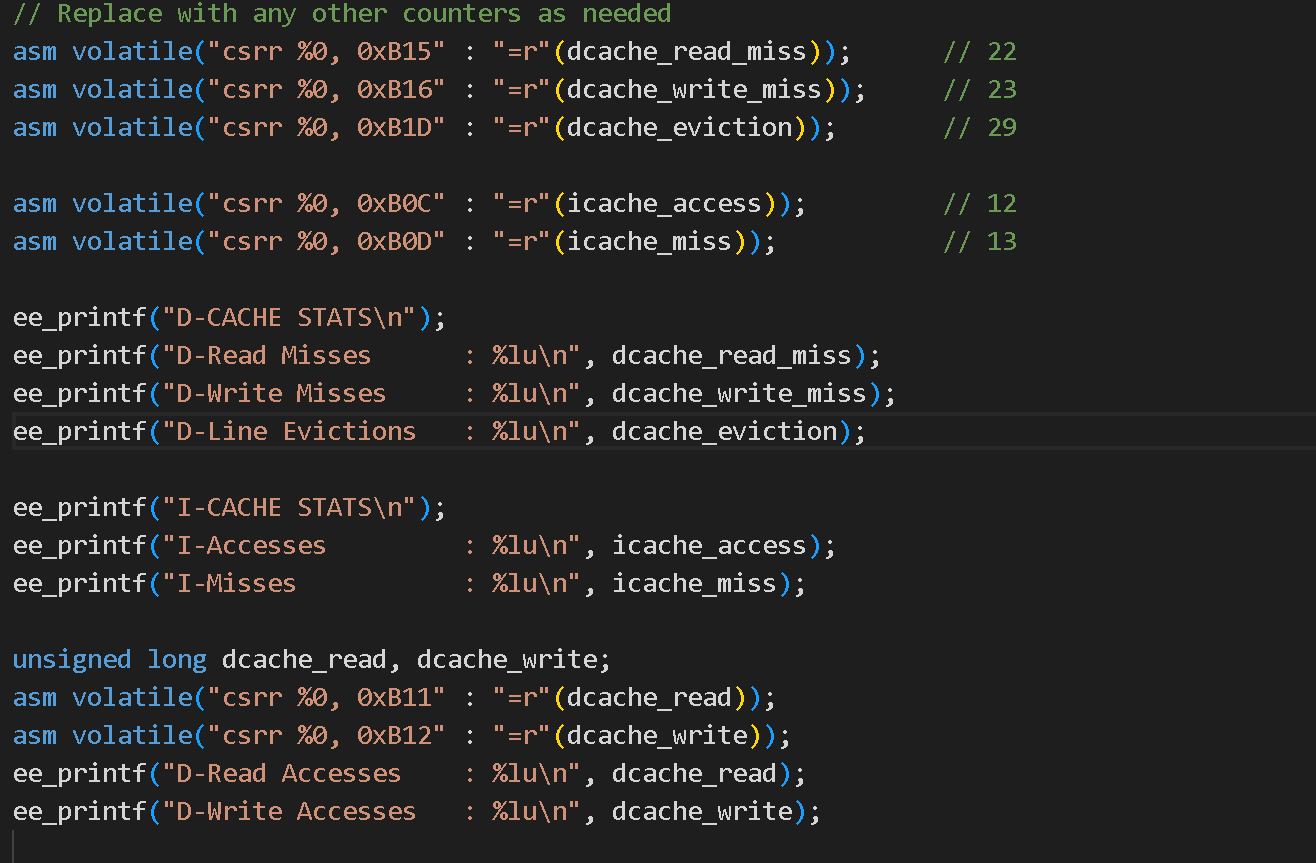 // Replace with any other counters as needed
asm volatile("csrr %0, 0xB15" : "=r"(dcache_read_miss));      // 22
asm volatile("csrr %0, 0xB16" : "=r"(dcache_write_miss));     // 23
asm volatile("csrr %0, 0xB1D" : "=r"(dcache_eviction));       // 29
asm volatile("csrr %0, 0xB0C" : "=r"(icache_access));         // 12
asm volatile("csrr %0, 0xB0D" : "=r"(icache_miss));           // 13
ee_printf("D-CACHE STATS\n");
ee_printf("D-Read Misses      : %lu\n", dcache_read_miss);
ee_printf("D-Write Misses     : %lu\n", dcache_write_miss);
ee_printf("D-Line Evictions   : %lu\n", dcache_eviction);
ee_printf("I-CACHE STATS\n");
ee_printf("I-Accesses         : %lu\n", icache_access);
ee_printf("I-Misses           : %lu\n", icache_miss);
unsigned long dcache_read, dcache_write;
asm volatile("csrr %0, 0xB11" : "=r"(dcache_read));
asm volatile("csrr %0, 0xB12" : "=r"(dcache_write));
ee_printf("D-Read Accesses    : %lu\n", dcache_read);
ee_printf("D-Write Accesses   : %lu\n", dcache_write);